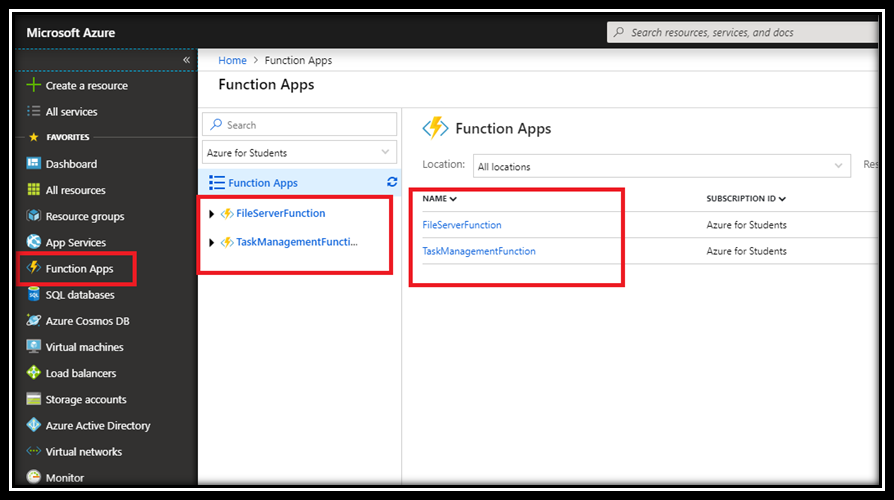 Microsoft Azure
Search resources, services, and docs
«
Home > Function Apps
Function Apps
Create a resource
All services
FAVORITES
Dashboard
All resources
Resource groups
App Services
Function Apps
SQL databases
Azure Cosmos DB
Virtual machines
Load balancers
Storage accounts
Azure Active Directory
Virtual networks
Monitor
Search
Azure for Students
Function Apps
FileServerFunction
TaskManagementFuncti...
Function Apps
Location: All locations Res
NAME SUBSCRIPTION ID
FileServerFunction Azure for Students
TaskManagementFunction Azure for Students